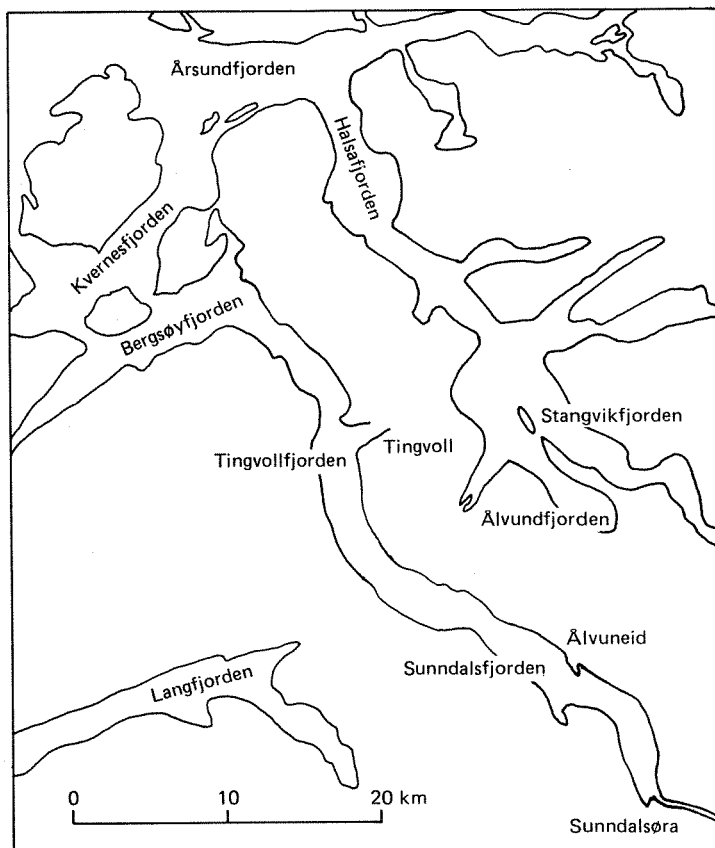 Årsundfjorden
Halsafjorden
Kvernesfjorden
Bergsøyfjorden
Stangvikfjorden
Tingvollfjorden
Tingvoll
Ålvundfjorden
Ålvuneid
Sunndalsfjorden
Langfjorden
0 10 20 km
Sunndalsøra